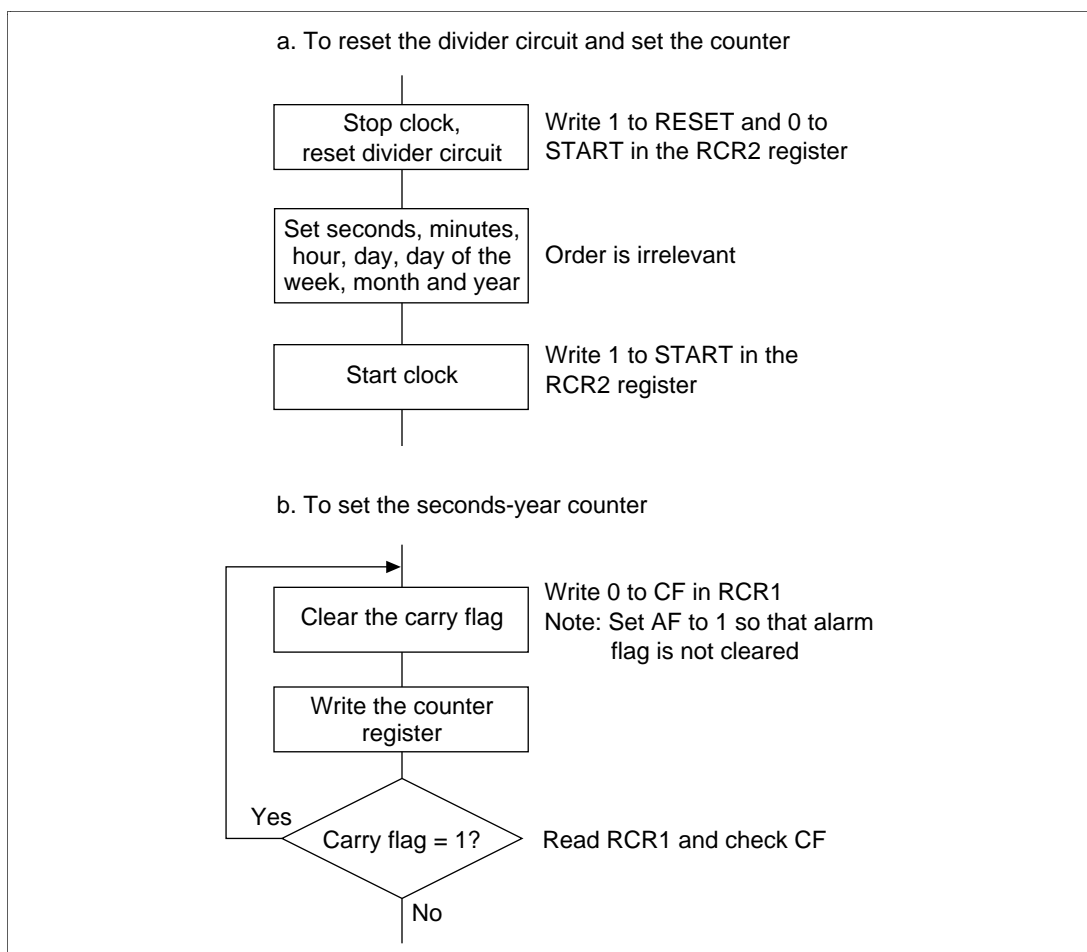 a. To reset the divider circuit and set the counter
Stop clock,
reset divider circuit
Write 1 to RESET and 0 to
START in the RCR2 register
Set seconds, minutes,
hour, day, day of the
week, month and year
Order is irrelevant
Start clock
Write 1 to START in the
RCR2 register
b. To set the seconds-year counter
Clear the carry flag
Write 0 to CF in RCR1
Note: Set AF to 1 so that alarm
flag is not cleared
Write the counter
register
Yes
Carry flag = 1?
Read RCR1 and check CF
No